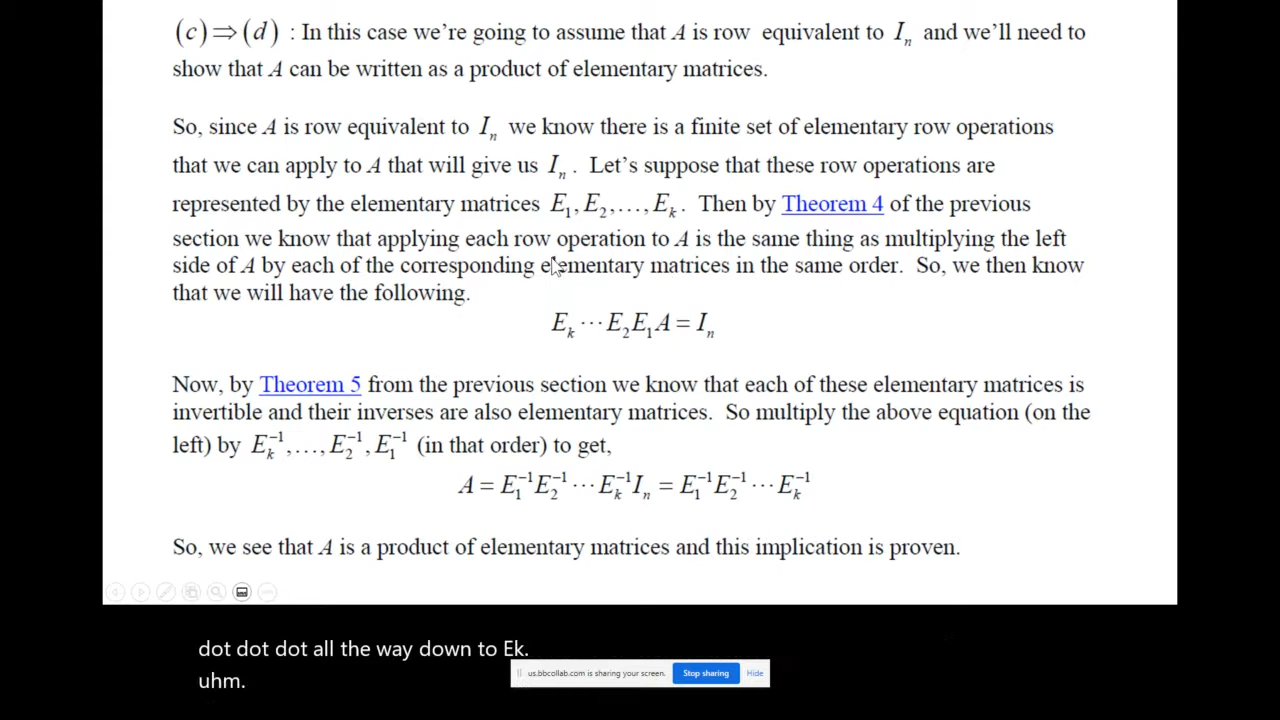 (c) ⇒ (d) : In this case we're going to assume that A is row equivalent to Iₙ and we'll need to
show that A can be written as a product of elementary matrices.
So, since A is row equivalent to Iₙ we know there is a finite set of elementary row operations
that we can apply to A that will give us Iₙ. Let's suppose that these row operations are
represented by the elementary matrices E₁, E₂, …, Eₖ. Then by Theorem 4 of the previous
section we know that applying each row operation to A is the same thing as multiplying the left
side of A by each of the corresponding elementary matrices in the same order. So, we then know
that we will have the following.
Eₖ ⋯ E₂E₁A = Iₙ
Now, by Theorem 5 from the previous section we know that each of these elementary matrices is
invertible and their inverses are also elementary matrices. So multiply the above equation (on the
left) by Eₖ⁻¹, …, E₂⁻¹, E₁⁻¹ (in that order) to get,
A = E₁⁻¹E₂⁻¹ ⋯ Eₖ⁻¹Iₙ = E₁⁻¹E₂⁻¹ ⋯ Eₖ⁻¹
So, we see that A is a product of elementary matrices and this implication is proven.
dot dot dot all the way down to Ek.
uhm.
us.bbcollab.com is sharing your screen. Stop sharing Hide